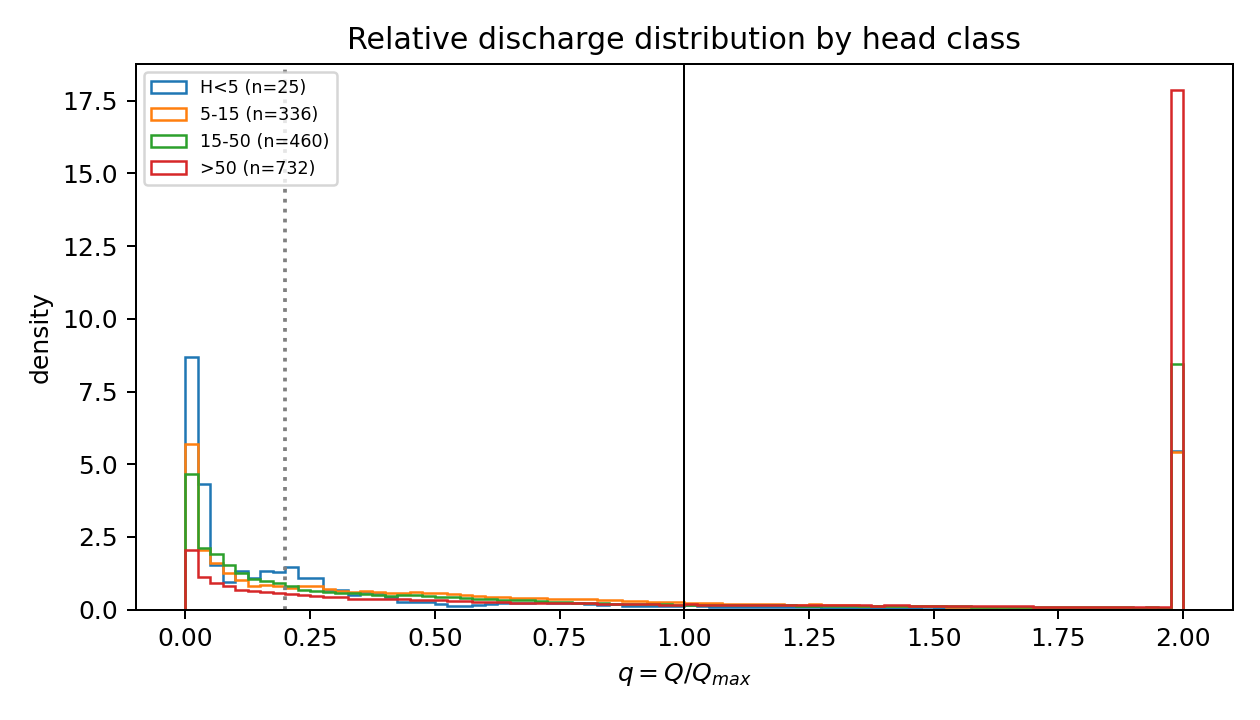 Relative discharge distribution by head class
H<5 (n=25)
5-15 (n=336)
15-50 (n=460)
>50 (n=732)
17.5
15.0
12.5
10.0
7.5
5.0
2.5
0.0
density
0.00 0.25 0.50 0.75 1.00 1.25 1.50 1.75 2.00
q = Q/Q_max